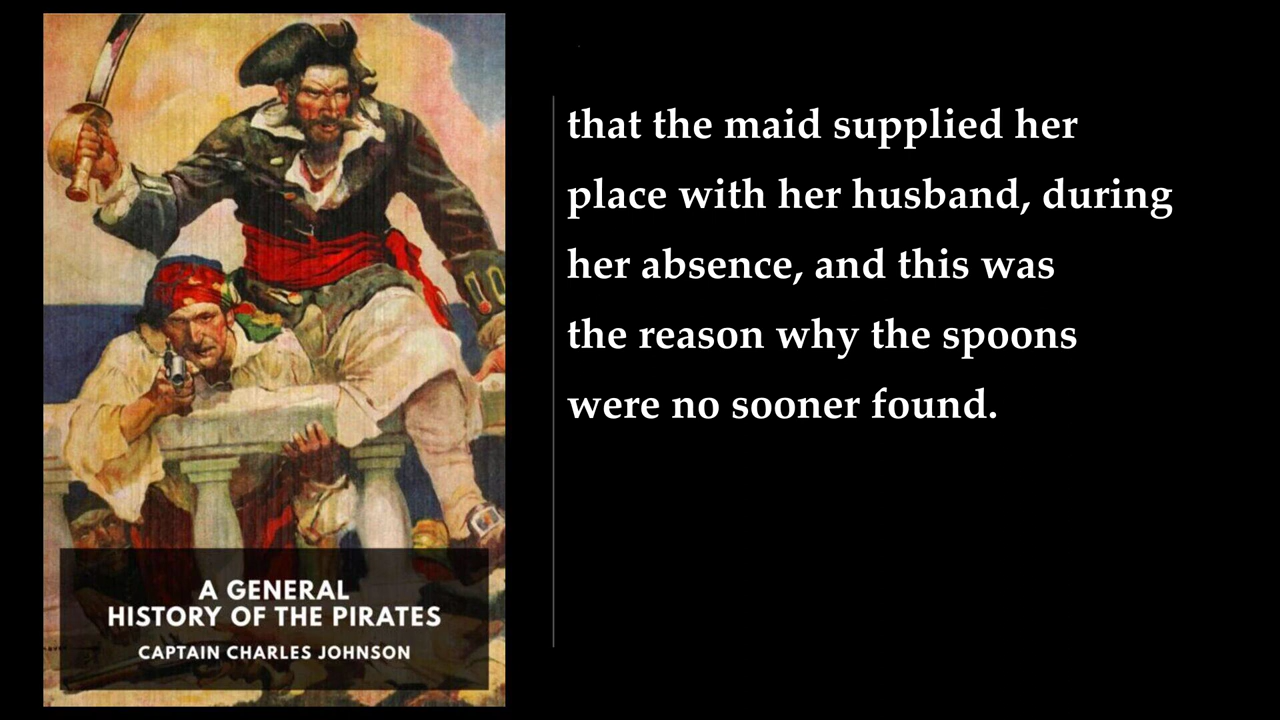 A GENERAL
HISTORY OF THE PIRATES
CAPTAIN CHARLES JOHNSON
that the maid supplied her
place with her husband, during
her absence, and this was
the reason why the spoons
were no sooner found.